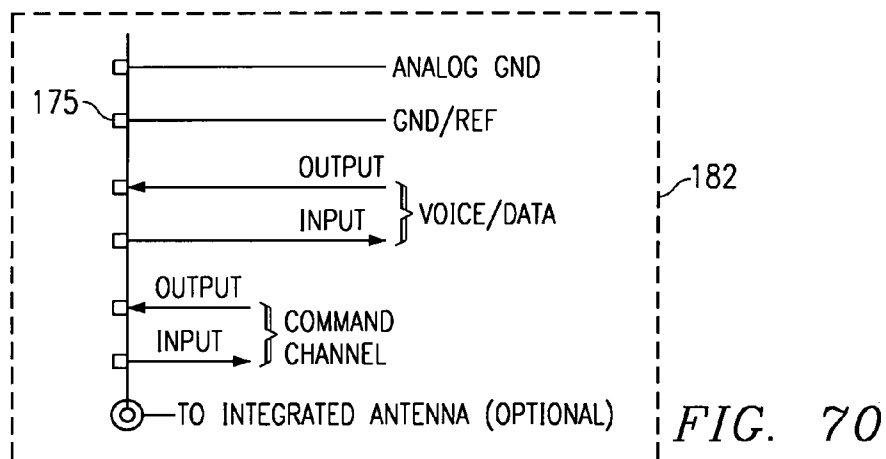 ANALOG GND
175
GND/REF
OUTPUT
182
VOICE/DATA
INPUT
OUTPUT
COMMAND
INPUT
CHANNEL
TO INTEGRATED ANTENNA (OPTIONAL)
FIG. 70